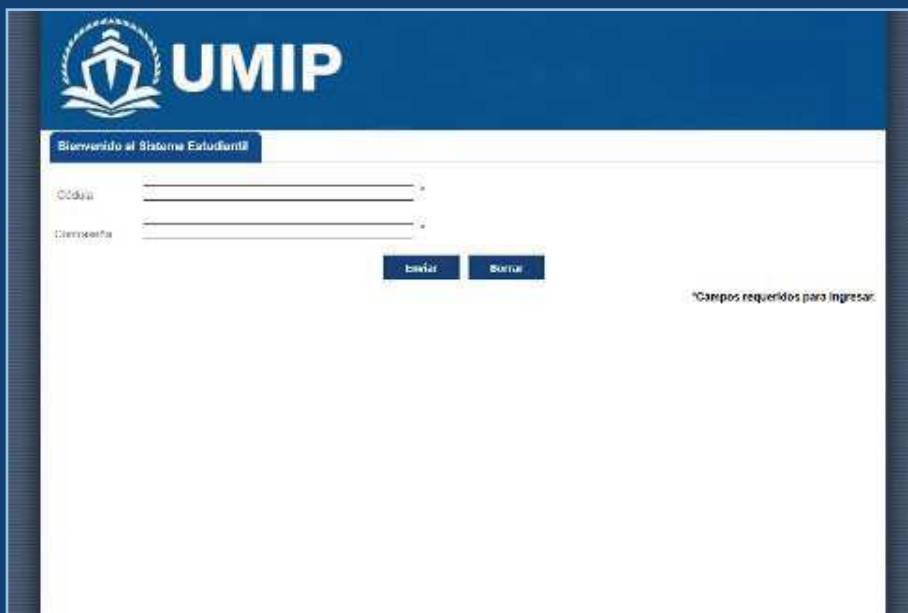 UMIP
Bienvenido al Sistema Estudiantil
Cédula *
Contraseña *
Enviar Borrar
*Campos requeridos para ingresar.